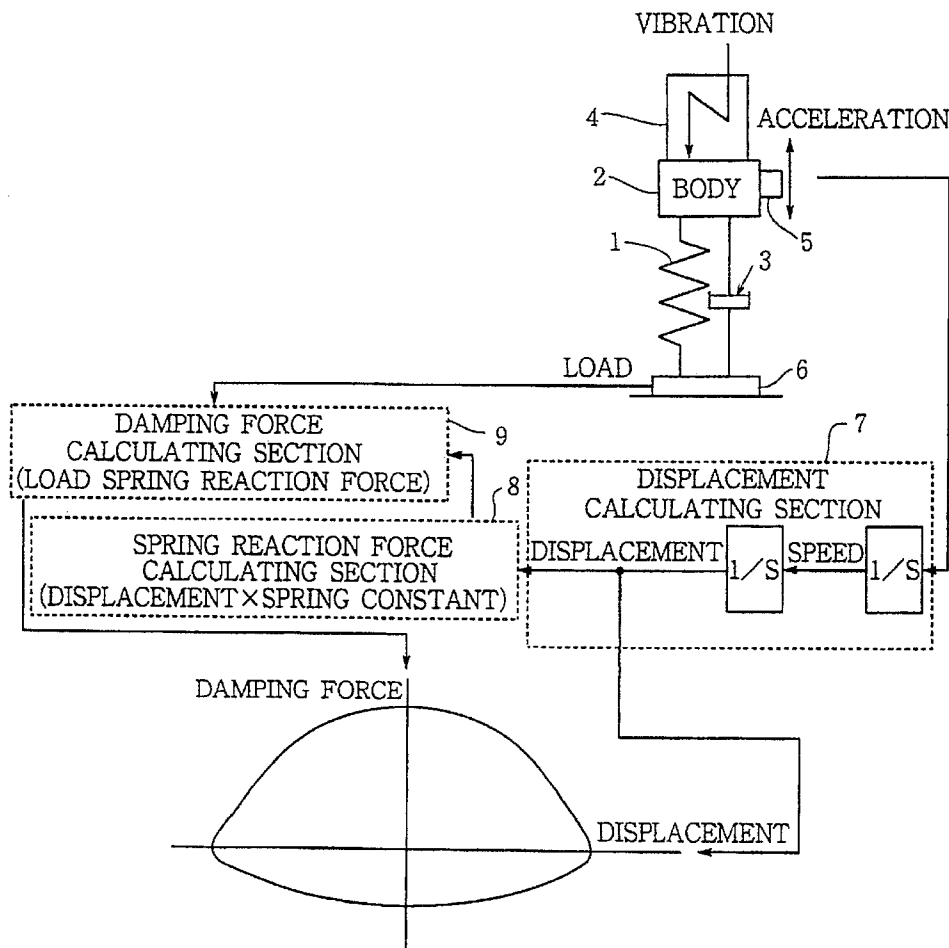 VIBRATION
4
ACCELERATION
2
BODY
5
1
3
LOAD
6
DAMPING FORCE
CALCULATING SECTION
(LOAD SPRING REACTION FORCE)
9
7
DISPLACEMENT
CALCULATING SECTION
8
SPRING REACTION FORCE
CALCULATING SECTION
(DISPLACEMENT×SPRING CONSTANT)
DISPLACEMENT
1/S
SPEED
1/S
DAMPING FORCE
DISPLACEMENT